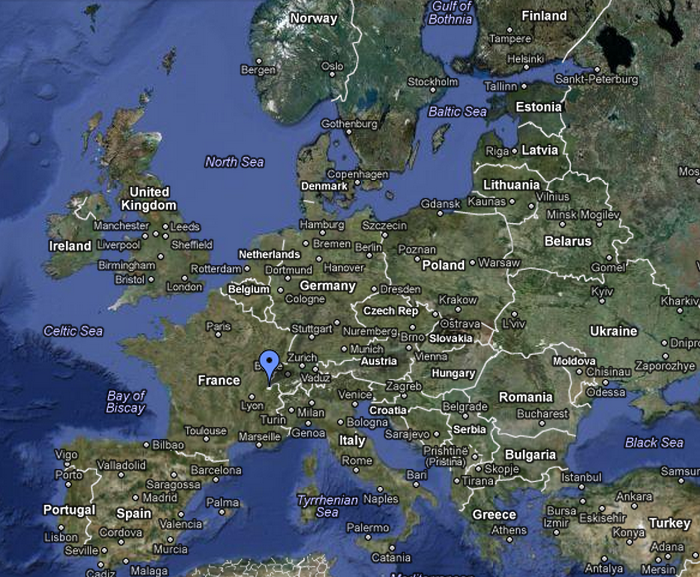 Gulf of
Bothnia
Norway
Finland
Tampere
Helsinki
Bergen
Oslo
Sankt-Peterburg
Stockholm
Tallinn
Estonia
Baltic Sea
Gothenburg
Riga
Latvia
North Sea
Copenhagen
Denmark
Lithuania
Kaunas
Vilnius
Gdansk
Minsk
Mogilev
United
Kingdom
Manchester
Leeds
Hamburg
Szczecin
Ireland
Liverpool
Sheffield
Bremen
Berlin
Poznan
Belarus
Netherlands
Birmingham
Rotterdam
Dortmund
Hanover
Poland
Warsaw
Gomel
Bristol
London
Belgium
Germany
Dresden
Cologne
Kyiv
Krakow
Kharkiv
Czech Rep
L'viv
Celtic Sea
Paris
Stuttgart
Nuremberg
Ostrava
Brno
Slovakia
Ukraine
Munich
Vienna
Zurich
Austria
Moldova
Chisinau
Zaporozhye
Hungary
France
Vaduz
Zagreb
Odessa
Bay of
Biscay
Lyon
Milan
Venice
Romania
Turin
Croatia
Belgrade
Bucharest
Bologna
Toulouse
Marseille
Genoa
Sarajevo
Serbia
Bilbao
Italy
Black Sea
Vigo
Valladolid
Prishtinë
(Priština)
Bulgaria
Porto
Barcelona
Rome
Skopje
Saragossa
Bari
Tirana
Istanbul
Madrid
Tyrrhenian
Sea
Naples
Ankara
Portugal
Spain
Palma
Greece
Bursa
Eskisehir
Valencia
Izmir
Turkey
Lisbon
Cordova
Palermo
Athens
Konya
Seville
Murcia
Adana
Catania
Cadiz
Malaga
Antalya
Mersin